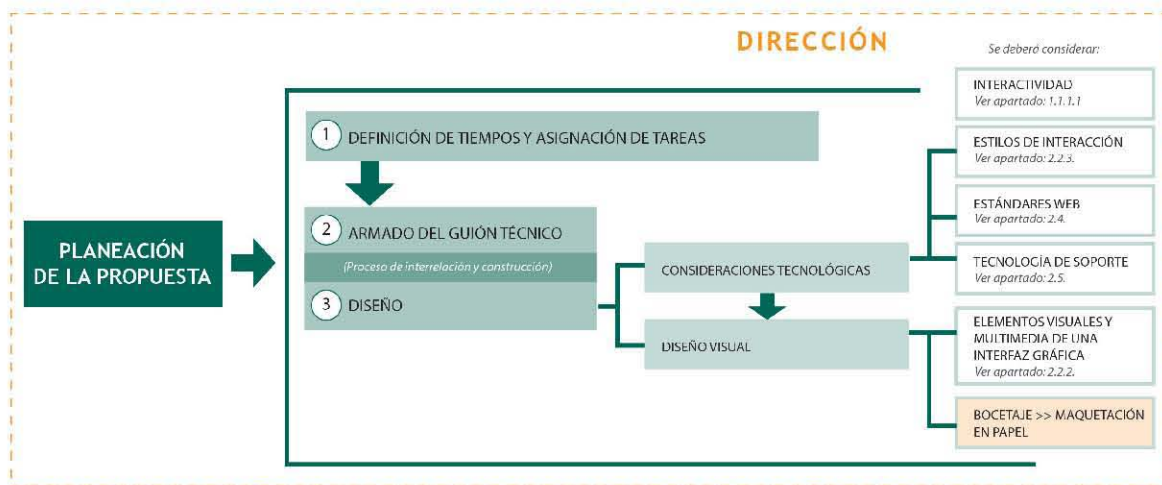 DIRECCIÓN
Se deberó considerar:
INTERACTIVIDAD
Ver apartado: 1.1.1.1
1 DEFINICIÓN DE TIEMPOS Y ASIGNACIÓN DE TAREAS
ESTILOS DE INTERACCIÓN
Ver apartado: 2.2.3.
ESTÁNDARES WEB
Ver apartado: 2.4.
2 ARMADO DEL GUIÓN TÉCNICO
(Proceso de interrelación y construcción)
3 DISEÑO
PLANEACIÓN
DE LA PROPUESTA
CONSIDERACIONES TECNOLÓGICAS
TECNOLOGÍA DE SOPORTE
Ver apartado: 2.5.
DISEÑO VISUAL
ELEMENTOS VISUALES Y
MULTIMEDIA DE UNA
INTERFAZ GRÁFICA
Ver apartado: 2.2.2.
BOCETAJE >> MAQUETACIÓN
EN PAPEL